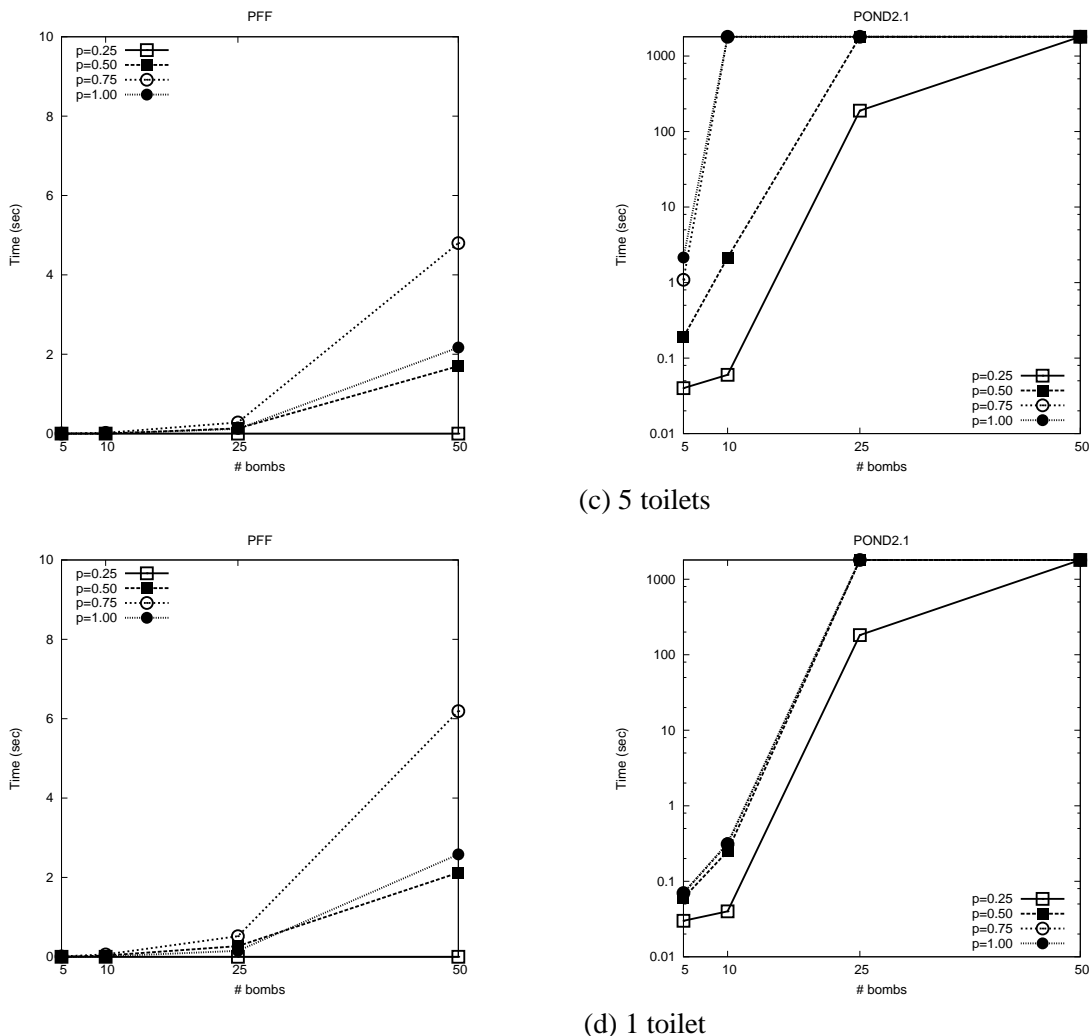 PFF
10
8
6
4
2
0
Time (sec)
p=0.25
p=0.50
p=0.75
p=1.00
5 10 25 50
# bombs
POND2.1
1000
100
10
1
0.1
0.01
Time (sec)
p=0.25
p=0.50
p=0.75
p=1.00
5 10 25 50
# bombs
(c) 5 toilets
PFF
10
8
6
4
2
0
Time (sec)
p=0.25
p=0.50
p=0.75
p=1.00
5 10 25 50
# bombs
POND2.1
1000
100
10
1
0.1
0.01
Time (sec)
p=0.25
p=0.50
p=0.75
p=1.00
5 10 25 50
# bombs
(d) 1 toilet